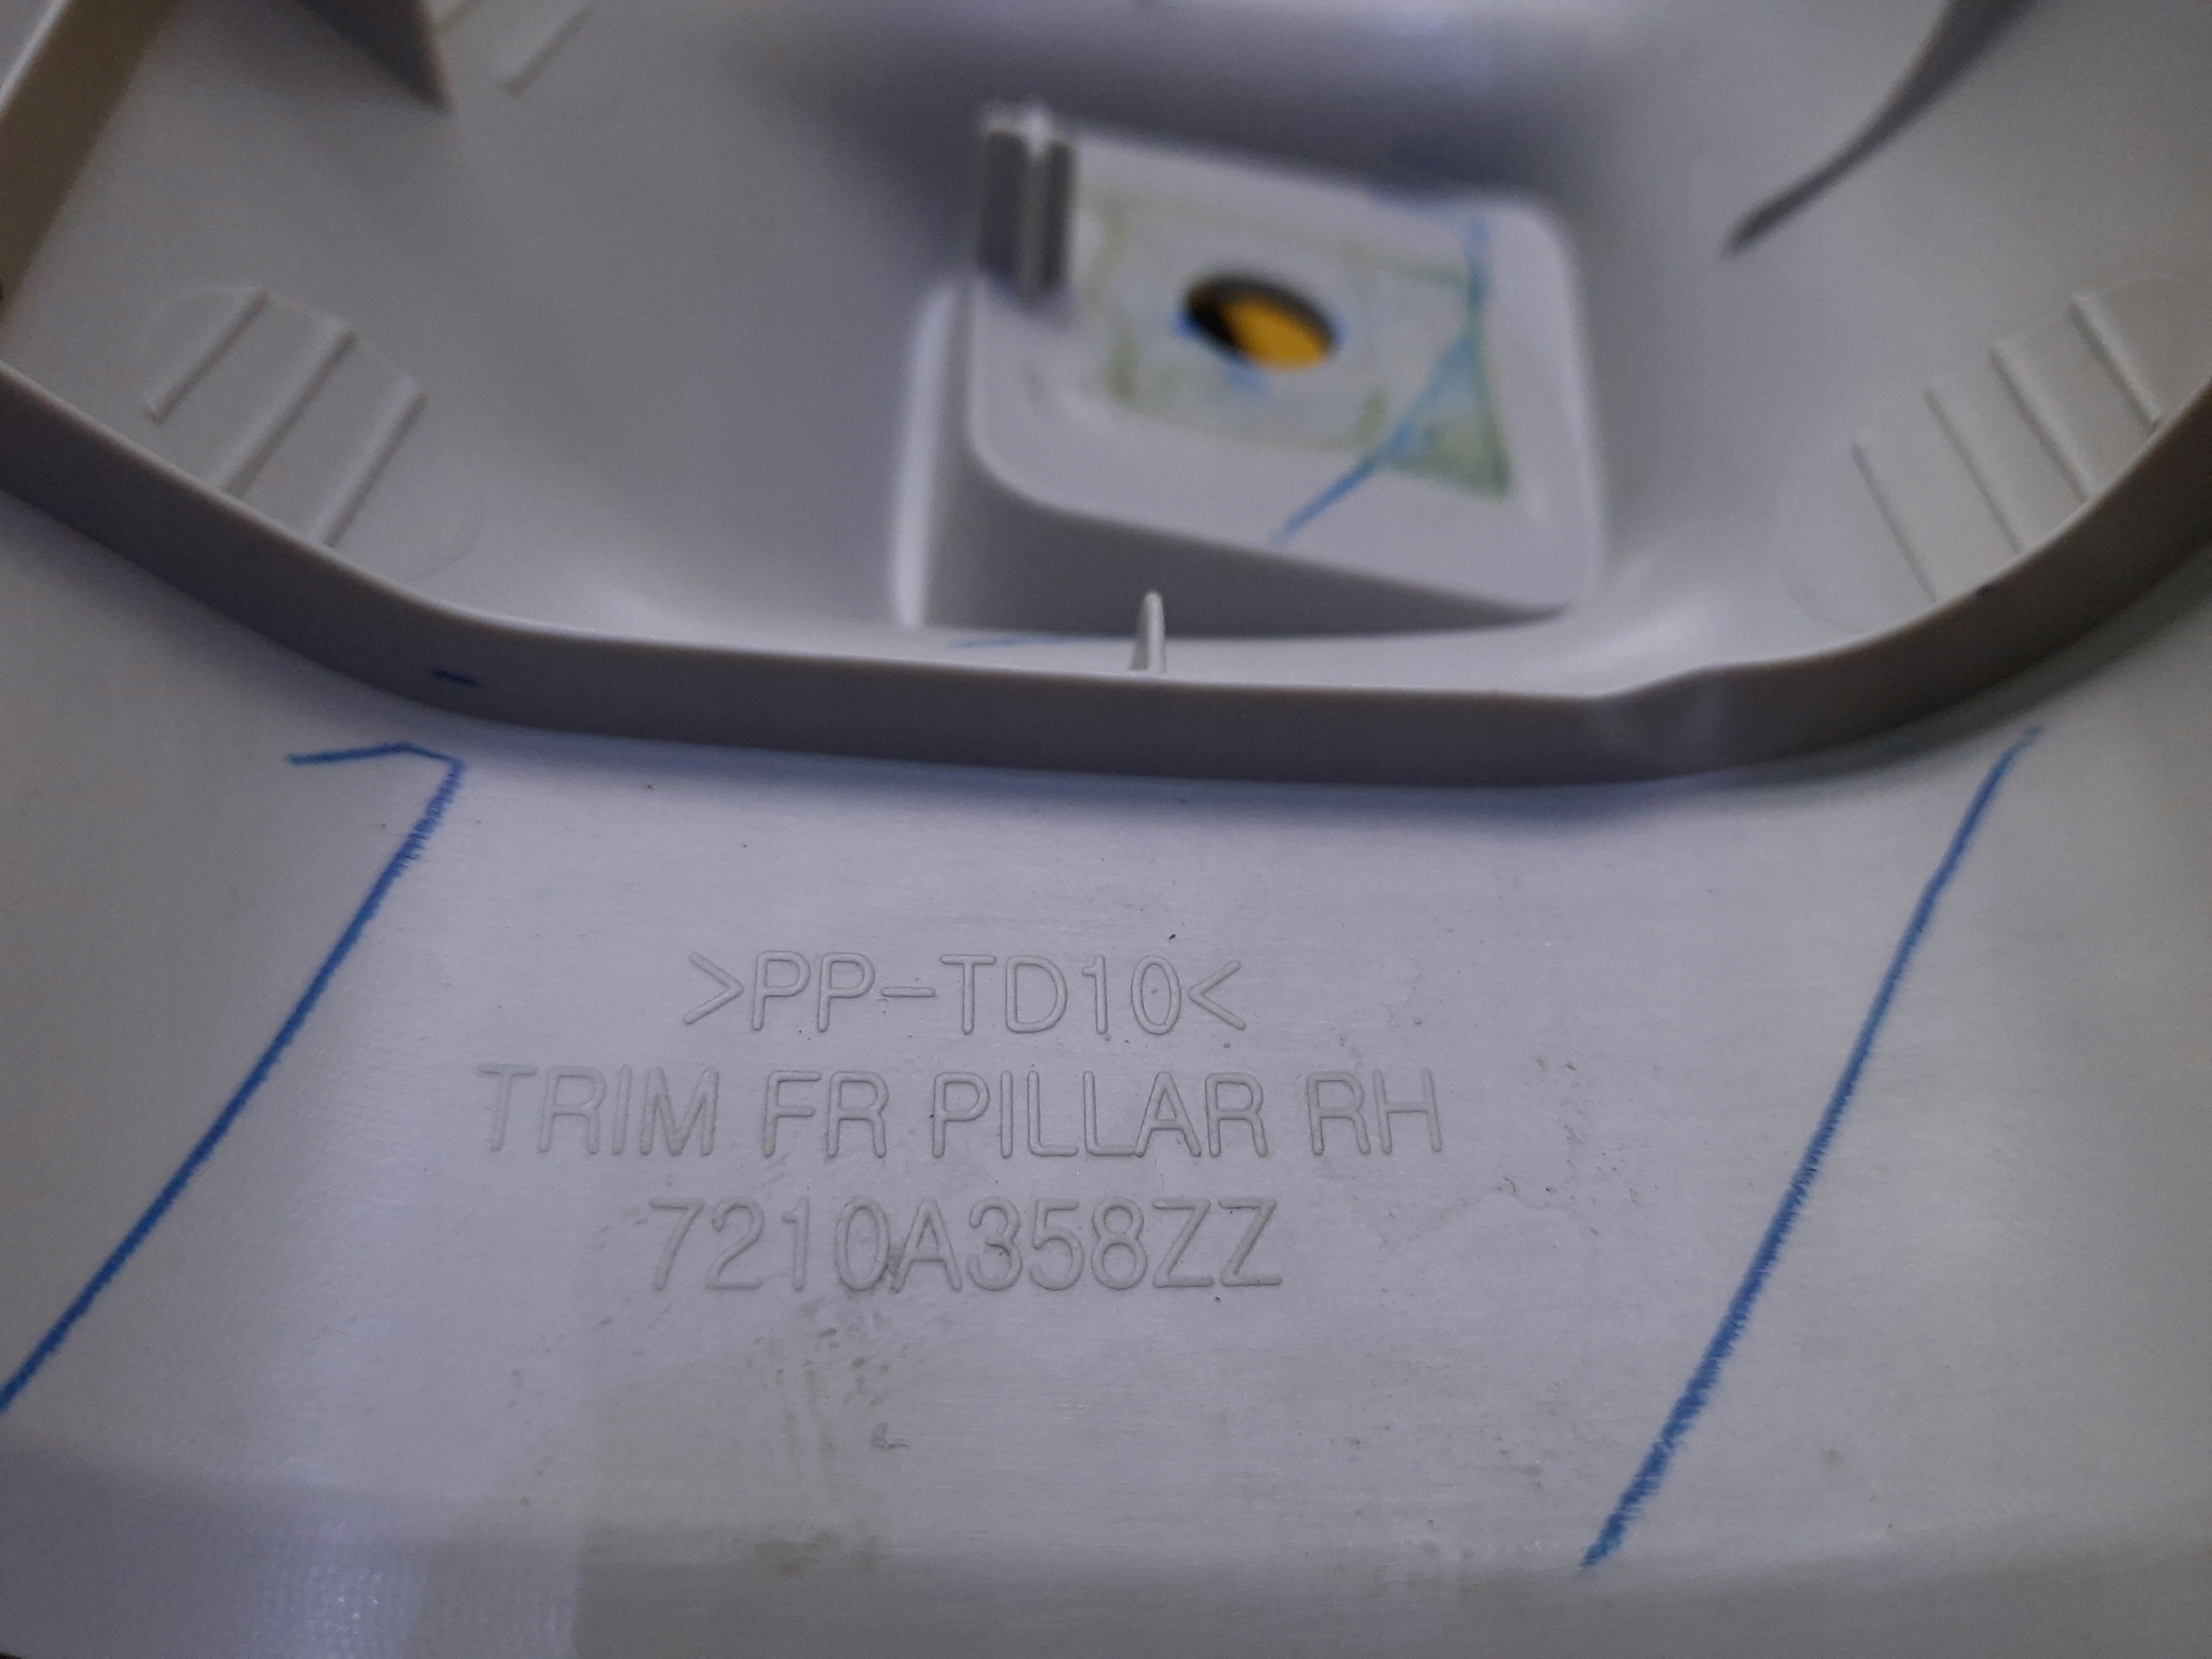 >PP-TD10<
TRIM FR PILLAR RH
7210A358ZZ